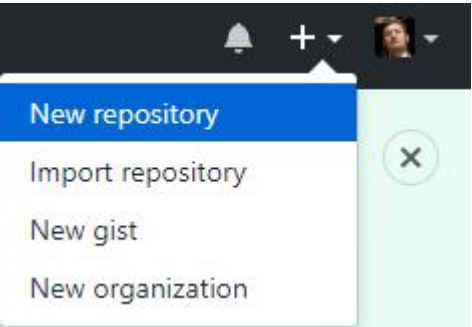 New repository
Import repository
New gist
New organization